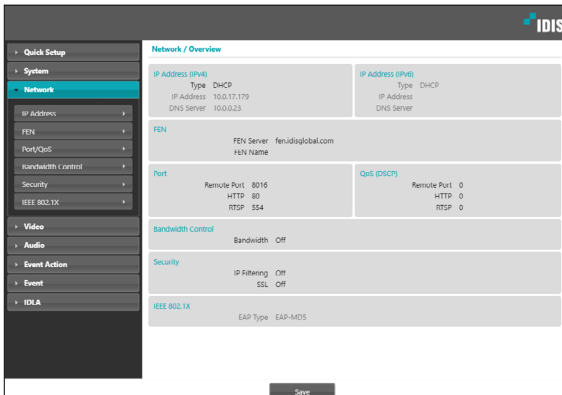 IDIS
Quick Setup
System
Network
IP Address
FEN
Port/QoS
Bandwidth Control
Security
IEEE 802.1X
Video
Audio
Event Action
Event
IDLA
Network / Overview
IP Address (IPv4)
Type DHCP
IP Address 10.0.17.179
DNS Server 10.0.0.23
IP Address (IPv6)
Type DHCP
IP Address
DNS Server
FEN
FEN Server fen.idisglobal.com
FEN Name
Port
Remote Port 8016
HTTP 80
RTSP 554
QoS (DSCP)
Remote Port 0
HTTP 0
RTSP 0
Bandwidth Control
Bandwidth Off
Security
IP Filtering Off
SSL Off
IEEE 802.1X
EAP Type EAP-MD5
Save